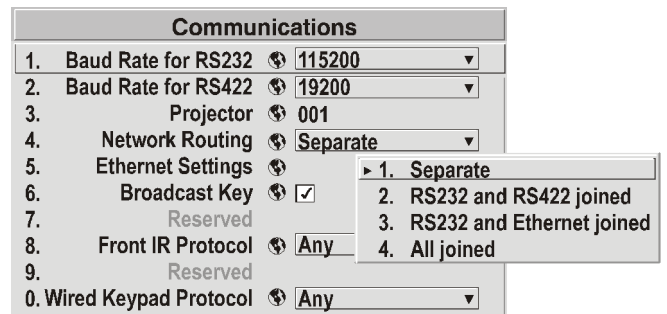 Communications
1. Baud Rate for RS232 115200
2. Baud Rate for RS422 19200
3. Projector 001
4. Network Routing Separate
5. Ethernet Settings
6. Broadcast Key
7. Reserved
8. Front IR Protocol Any
9. Reserved
0. Wired Keypad Protocol Any
1. Separate
2. RS232 and RS422 joined
3. RS232 and Ethernet joined
4. All joined